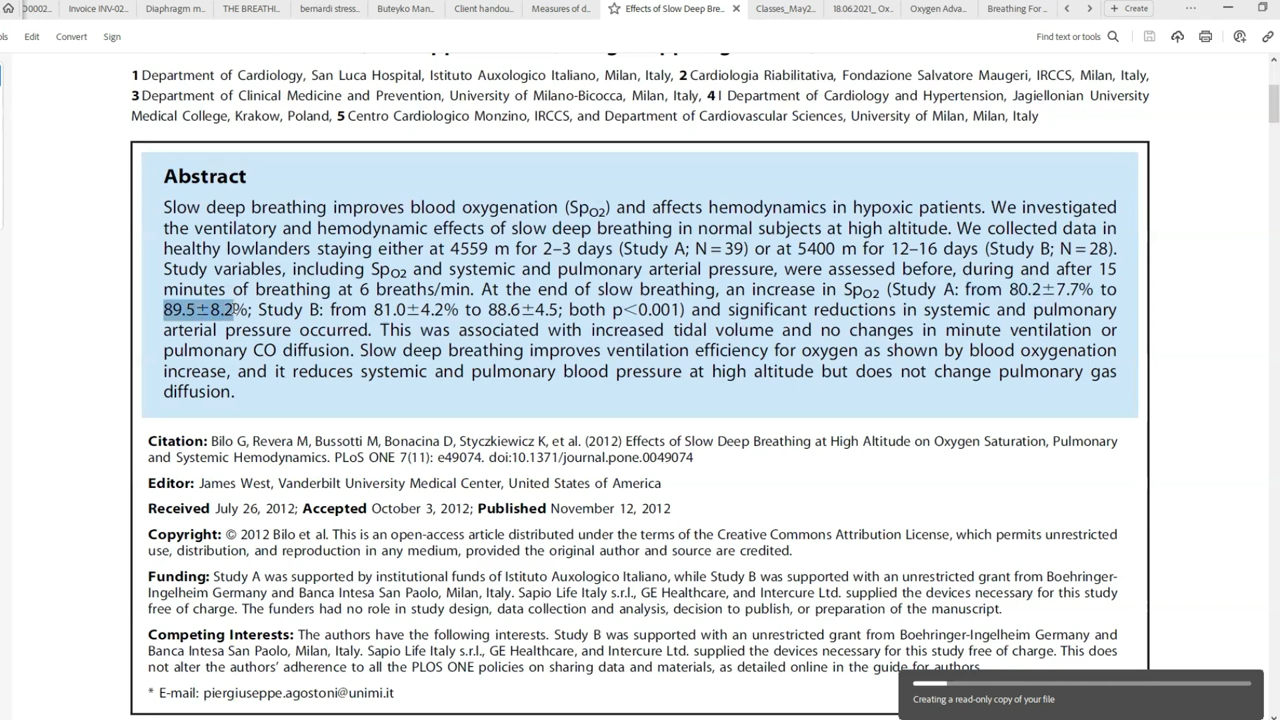 0002..
Invoice INV-02...
Diaphragm m...
THE BREATHI...
bernardi stress..
Buteyko Man..
Client handou...
Measures of d..
Effects of Slow Deep Bre...
Classes_May2..
18.06.2021_ Ox..
Oxygen Adva..
Breathing For ..
Create
ols
Edit
Convert
Sign
Find text or tools
1 Department of Cardiology, San Luca Hospital, Istituto Auxologico Italiano, Milan, Italy, 2 Cardiologia Riabilitativa, Fondazione Salvatore Maugeri, IRCCS, Milan, Italy,
3 Department of Clinical Medicine and Prevention, University of Milano-Bicocca, Milan, Italy, 4 I Department of Cardiology and Hypertension, Jagiellonian University
Medical College, Krakow, Poland, 5 Centro Cardiologico Monzino, IRCCS, and Department of Cardiovascular Sciences, University of Milan, Milan, Italy
Abstract
Slow deep breathing improves blood oxygenation (SpO2) and affects hemodynamics in hypoxic patients. We investigated
the ventilatory and hemodynamic effects of slow deep breathing in normal subjects at high altitude. We collected data in
healthy lowlanders staying either at 4559 m for 2–3 days (Study A; N = 39) or at 5400 m for 12–16 days (Study B; N = 28).
Study variables, including SpO2 and systemic and pulmonary arterial pressure, were assessed before, during and after 15
minutes of breathing at 6 breaths/min. At the end of slow breathing, an increase in SpO2 (Study A: from 80.2±7.7% to
89.5±8.2%; Study B: from 81.0±4.2% to 88.6±4.5; both p<0.001) and significant reductions in systemic and pulmonary
arterial pressure occurred. This was associated with increased tidal volume and no changes in minute ventilation or
pulmonary CO diffusion. Slow deep breathing improves ventilation efficiency for oxygen as shown by blood oxygenation
increase, and it reduces systemic and pulmonary blood pressure at high altitude but does not change pulmonary gas
diffusion.
Citation: Bilo G, Revera M, Bussotti M, Bonacina D, Styczkiewicz K, et al. (2012) Effects of Slow Deep Breathing at High Altitude on Oxygen Saturation, Pulmonary
and Systemic Hemodynamics. PLoS ONE 7(11): e49074. doi:10.1371/journal.pone.0049074
Editor: James West, Vanderbilt University Medical Center, United States of America
Received July 26, 2012; Accepted October 3, 2012; Published November 12, 2012
Copyright: © 2012 Bilo et al. This is an open-access article distributed under the terms of the Creative Commons Attribution License, which permits unrestricted
use, distribution, and reproduction in any medium, provided the original author and source are credited.
Funding: Study A was supported by institutional funds of Istituto Auxologico Italiano, while Study B was supported with an unrestricted grant from Boehringer-
Ingelheim Germany and Banca Intesa San Paolo, Milan, Italy. Sapio Life Italy s.r.l., GE Healthcare, and Intercure Ltd. supplied the devices necessary for this study
free of charge. The funders had no role in study design, data collection and analysis, decision to publish, or preparation of the manuscript.
Competing Interests: The authors have the following interests. Study B was supported with an unrestricted grant from Boehringer-Ingelheim Germany and
Banca Intesa San Paolo, Milan, Italy. Sapio Life Italy s.r.l., GE Healthcare, and Intercure Ltd. supplied the devices necessary for this study free of charge. This does
not alter the authors' adherence to all the PLOS ONE policies on sharing data and materials, as detailed online in the guide for authors.
* E-mail: piergiuseppe.agostoni@unimi.it
Creating a read-only copy of your file